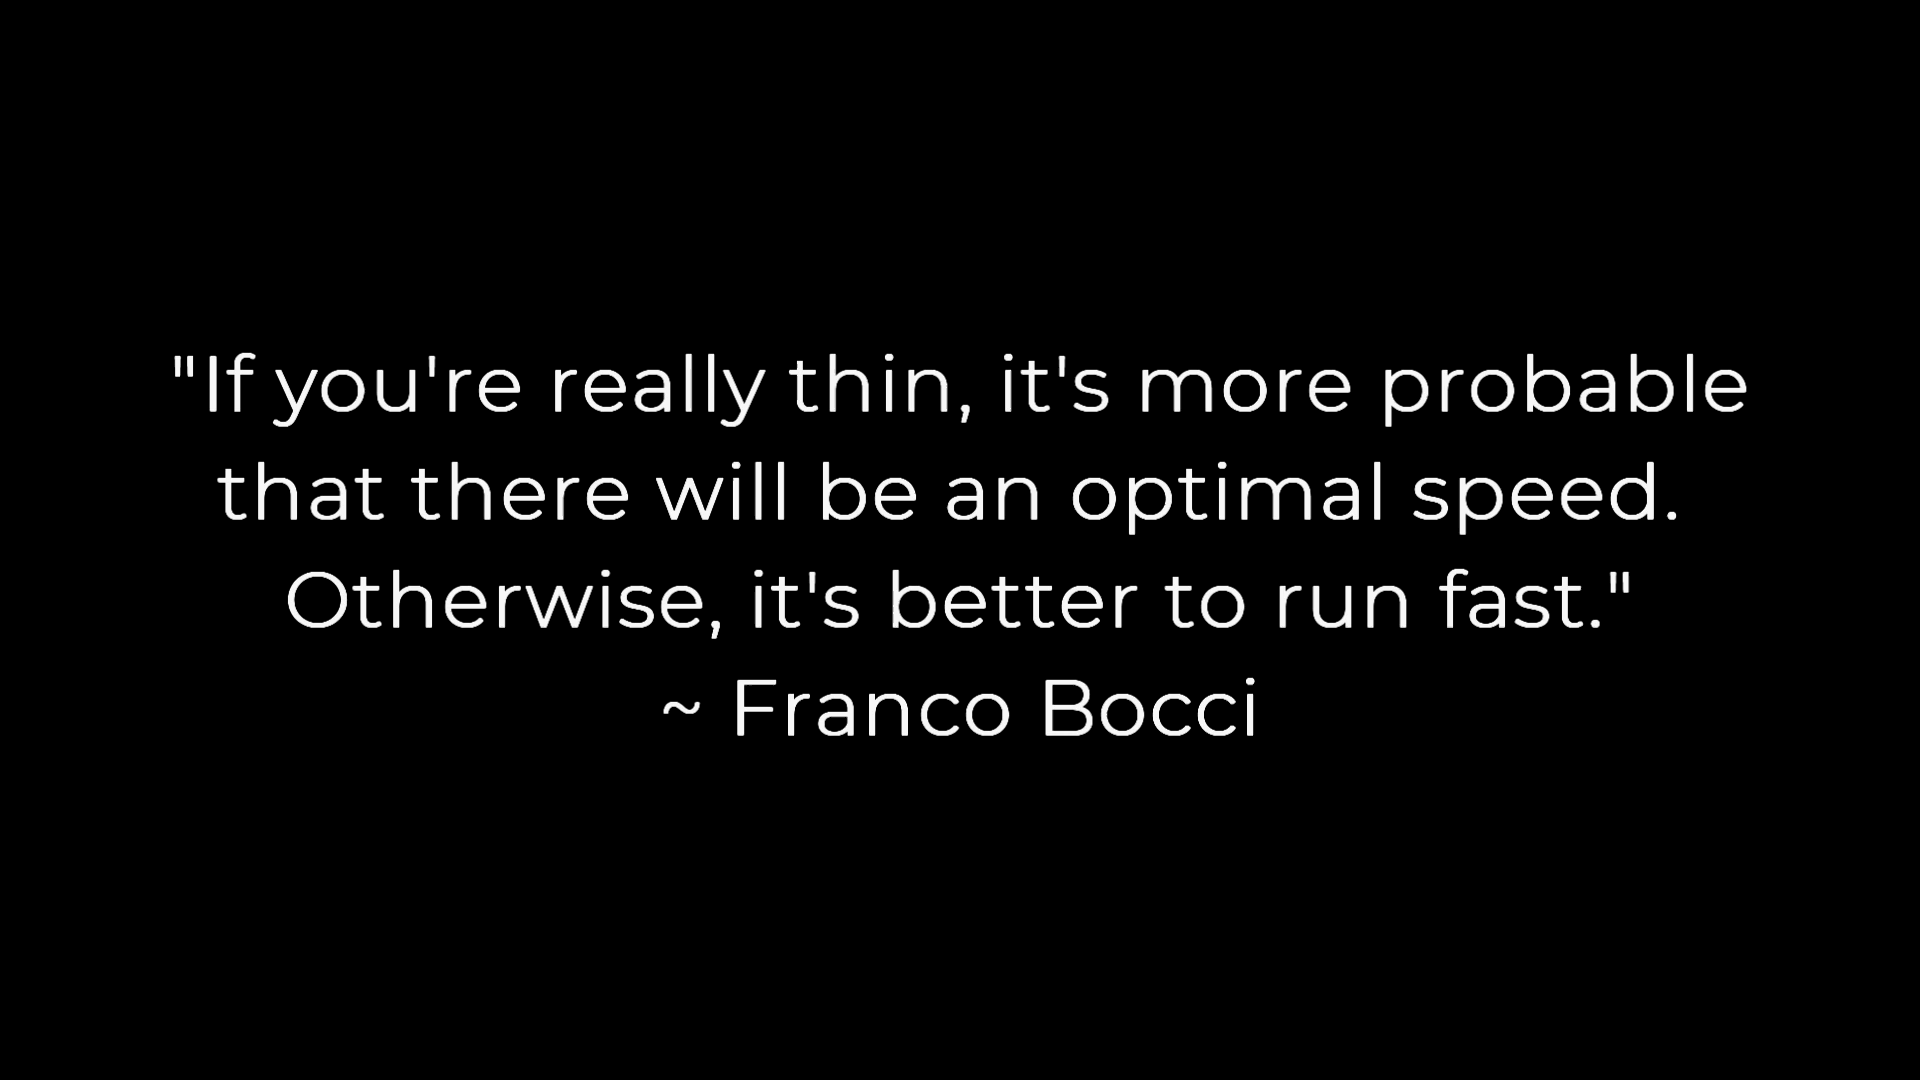 "If you're really thin, it's more probable
that there will be an optimal speed.
Otherwise, it's better to run fast."
~ Franco Bocci